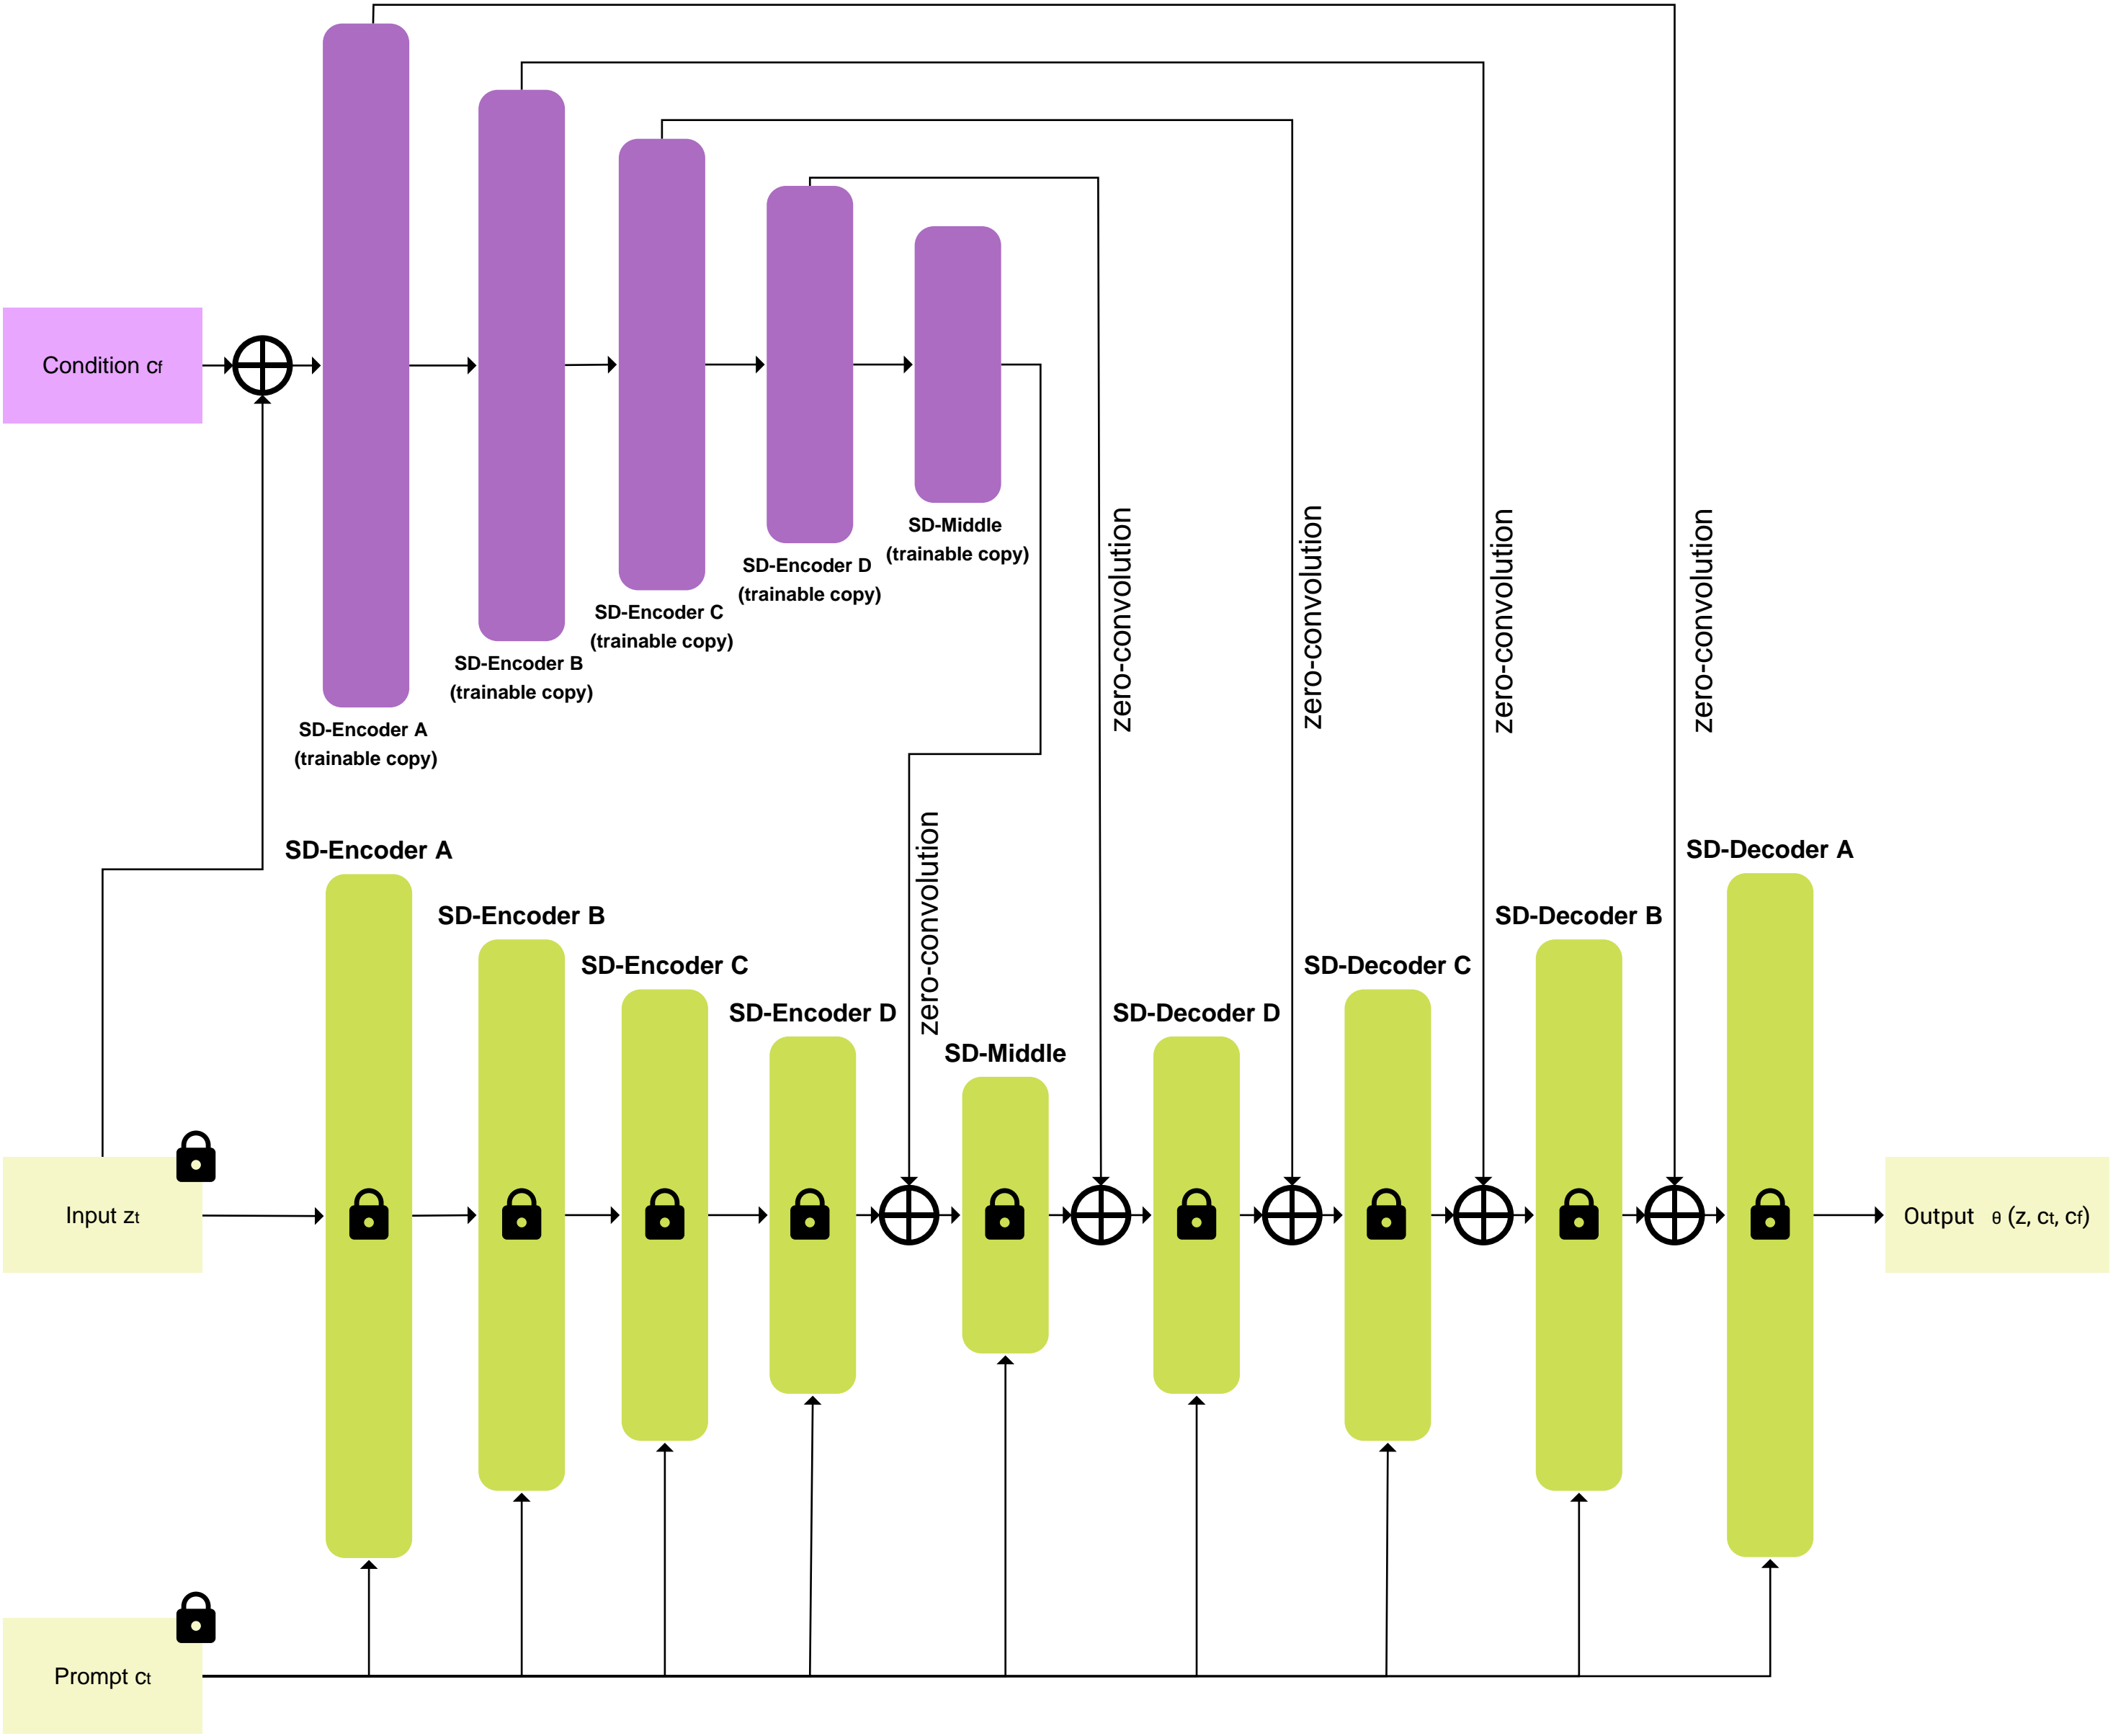 Condition cf
SD-Encoder A
(trainable copy)
SD-Encoder B
(trainable copy)
SD-Encoder C
(trainable copy)
SD-Encoder D
(trainable copy)
SD-Middle
(trainable copy)
zero-convolution
zero-convolution
zero-convolution
zero-convolution
zero-convolution
SD-Encoder A
SD-Encoder B
SD-Encoder C
SD-Encoder D
SD-Middle
SD-Decoder D
SD-Decoder C
SD-Decoder B
SD-Decoder A
Input zt
Output θ (z, ct, cf)
Prompt ct